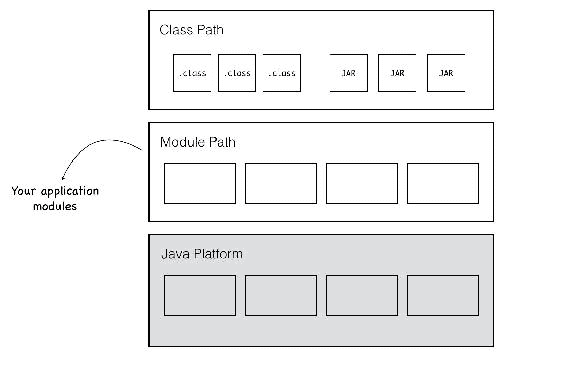 Class Path
.class .class .class JAR JAR JAR
Module Path
Your application
modules
Java Platform